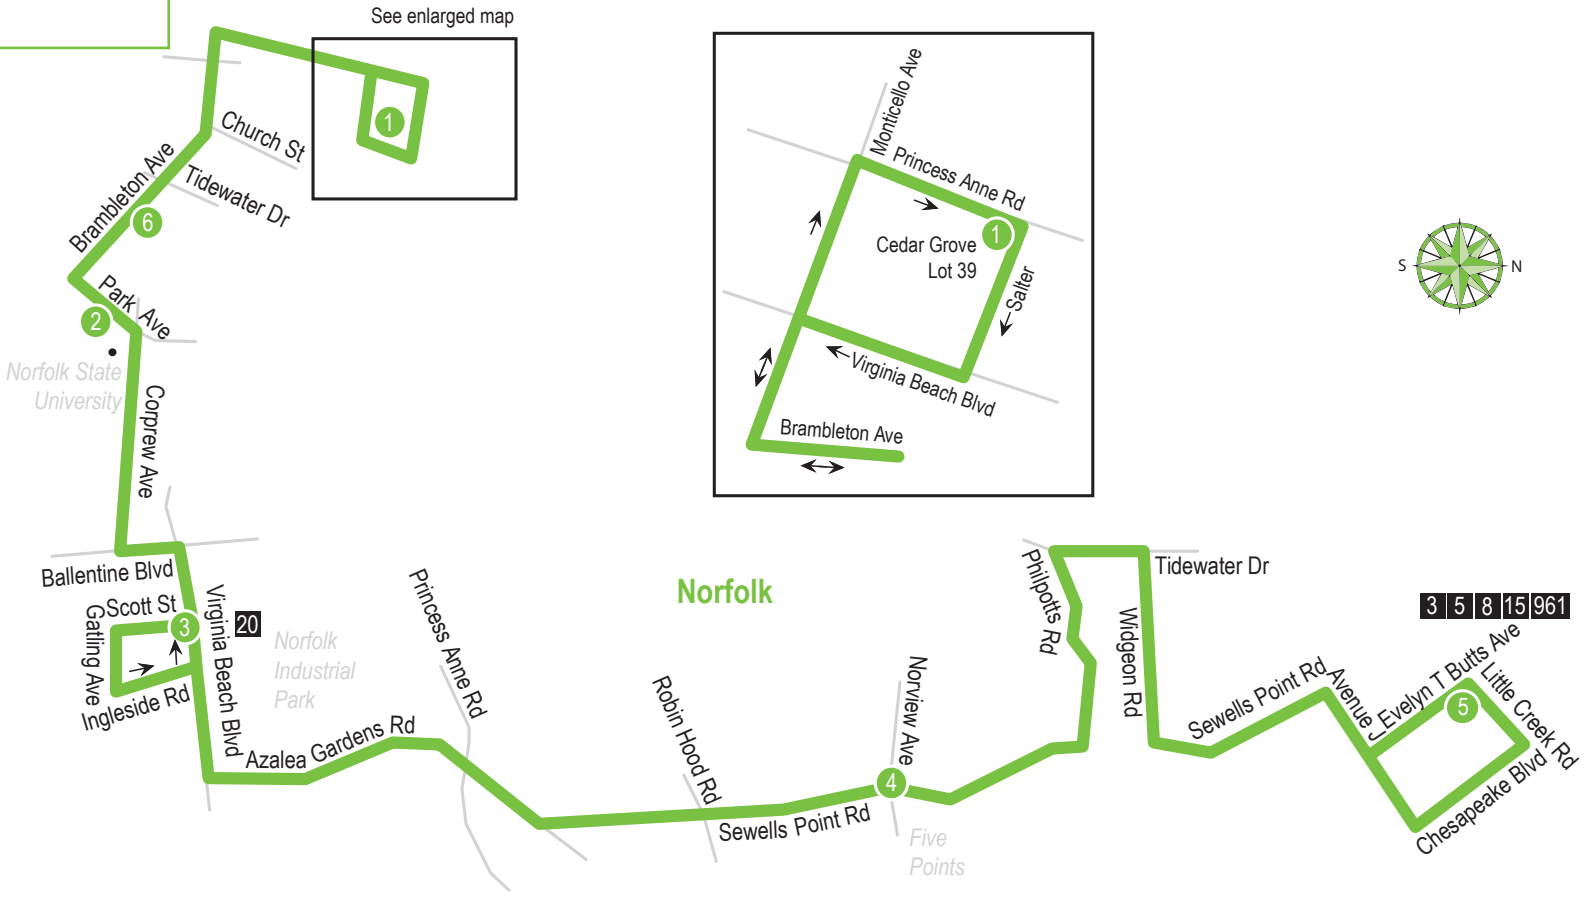 See enlarged map
1
Church St
Tidewater Dr
Brambleton Ave
6
Park Ave
2
Norfolk State
University
Corprew Ave
Ballentine Blvd
Scott St
Gatling Ave
Ingleside Rd
3
20
Virginia Beach Blvd
Norfolk
Industrial
Park
Azalea Gardens Rd
Princess Anne Rd
Monticello Ave
Princess Anne Rd
1
Cedar Grove
Lot 39
Salter
Virginia Beach Blvd
Brambleton Ave
S
N
Norfolk
Robin Hood Rd
Sewells Point Rd
Norview Ave
4
Five
Points
Philpotts Rd
Tidewater Dr
Widgeon Rd
Sewells Point Rd
Avenue J
3 5 8 15 961
Evelyn T Butts Ave
5
Little Creek Rd
Chesapeake Blvd